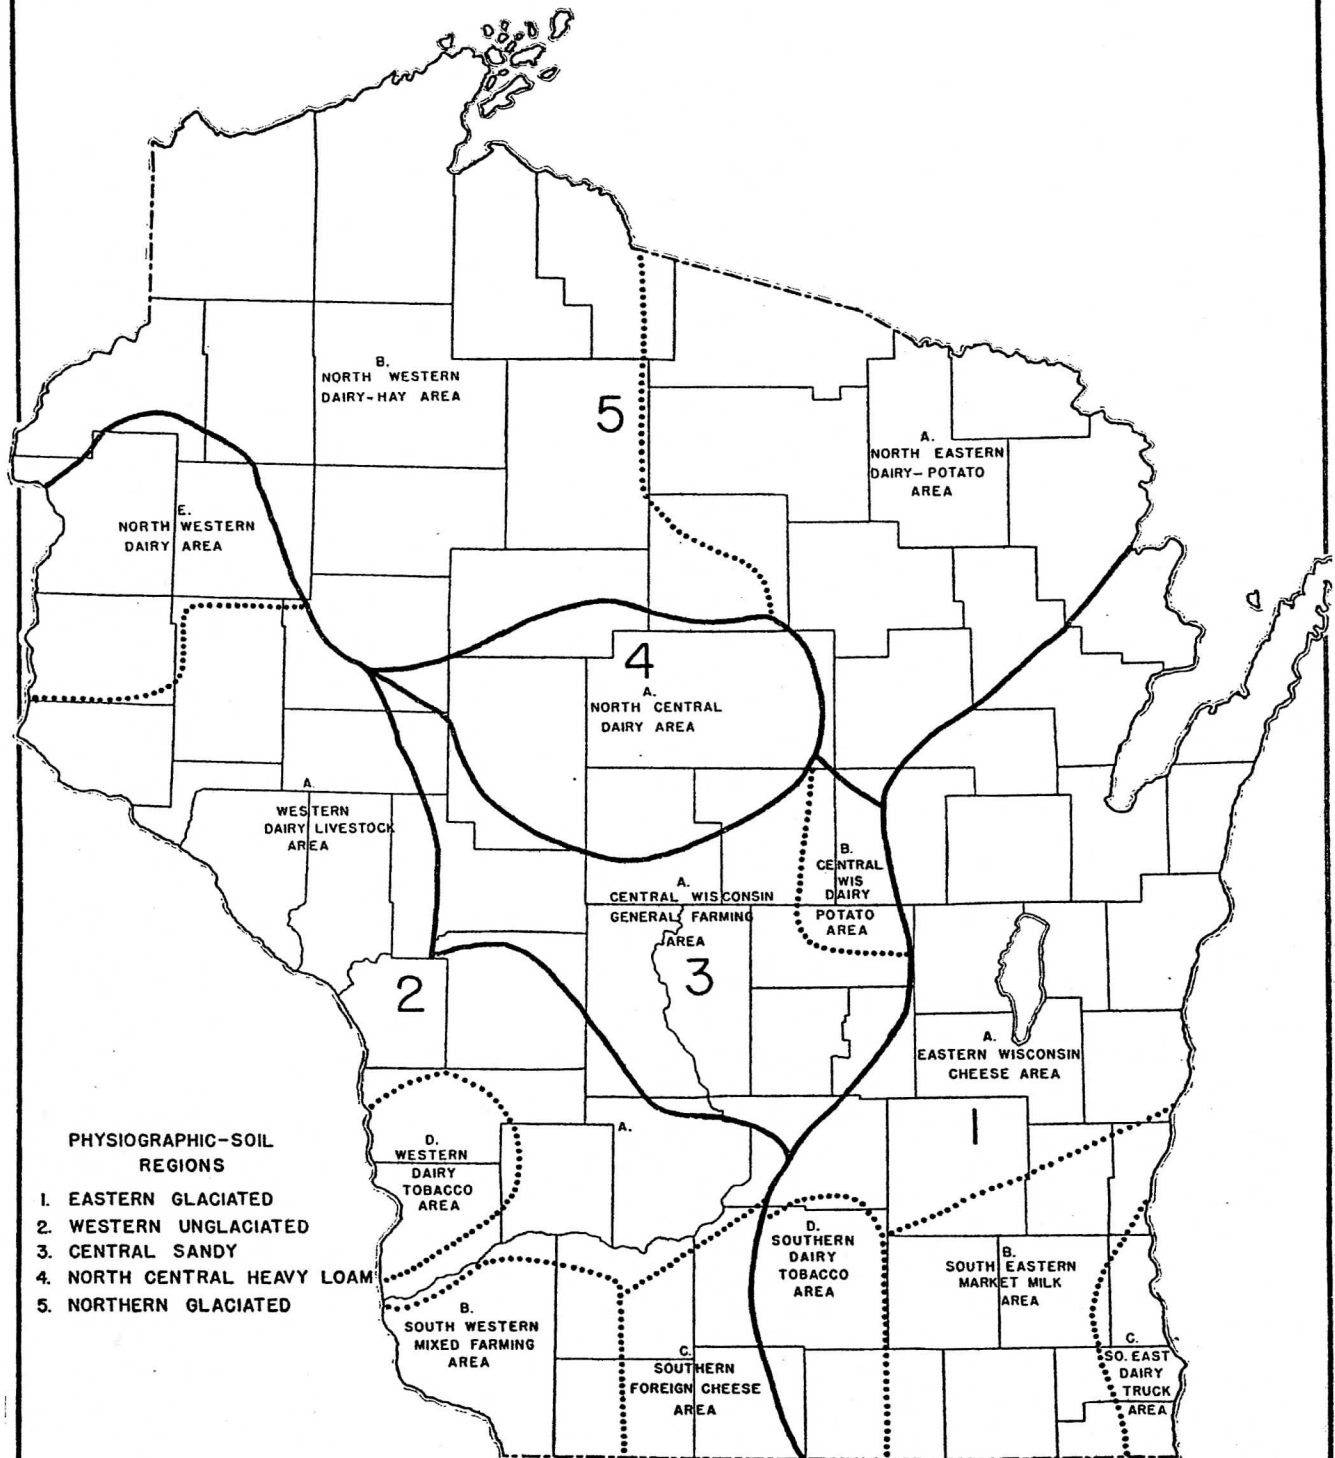 B.
NORTH WESTERN
DAIRY-HAY AREA
5
A.
NORTH EASTERN
DAIRY-POTATO
AREA
E.
NORTH WESTERN
DAIRY AREA
4
A.
NORTH CENTRAL
DAIRY AREA
A.
WESTERN
DAIRY LIVESTOCK
AREA
B.
CENTRAL
WIS
DAIRY
POTATO
AREA
A.
CENTRAL WISCONSIN
GENERAL FARMING
AREA
3
2
A.
EASTERN WISCONSIN
CHEESE AREA
1
A.
D.
WESTERN
DAIRY
TOBACCO
AREA
PHYSIOGRAPHIC-SOIL
REGIONS
1. EASTERN GLACIATED
2. WESTERN UNGLACIATED
3. CENTRAL SANDY
4. NORTH CENTRAL HEAVY LOAM
5. NORTHERN GLACIATED
D.
SOUTHERN
DAIRY
TOBACCO
AREA
B.
SOUTH EASTERN
MARKET MILK
AREA
B.
SOUTH WESTERN
MIXED FARMING
AREA
C.
SOUTHERN
FOREIGN CHEESE
AREA
C.
SO. EAST
DAIRY
TRUCK
AREA